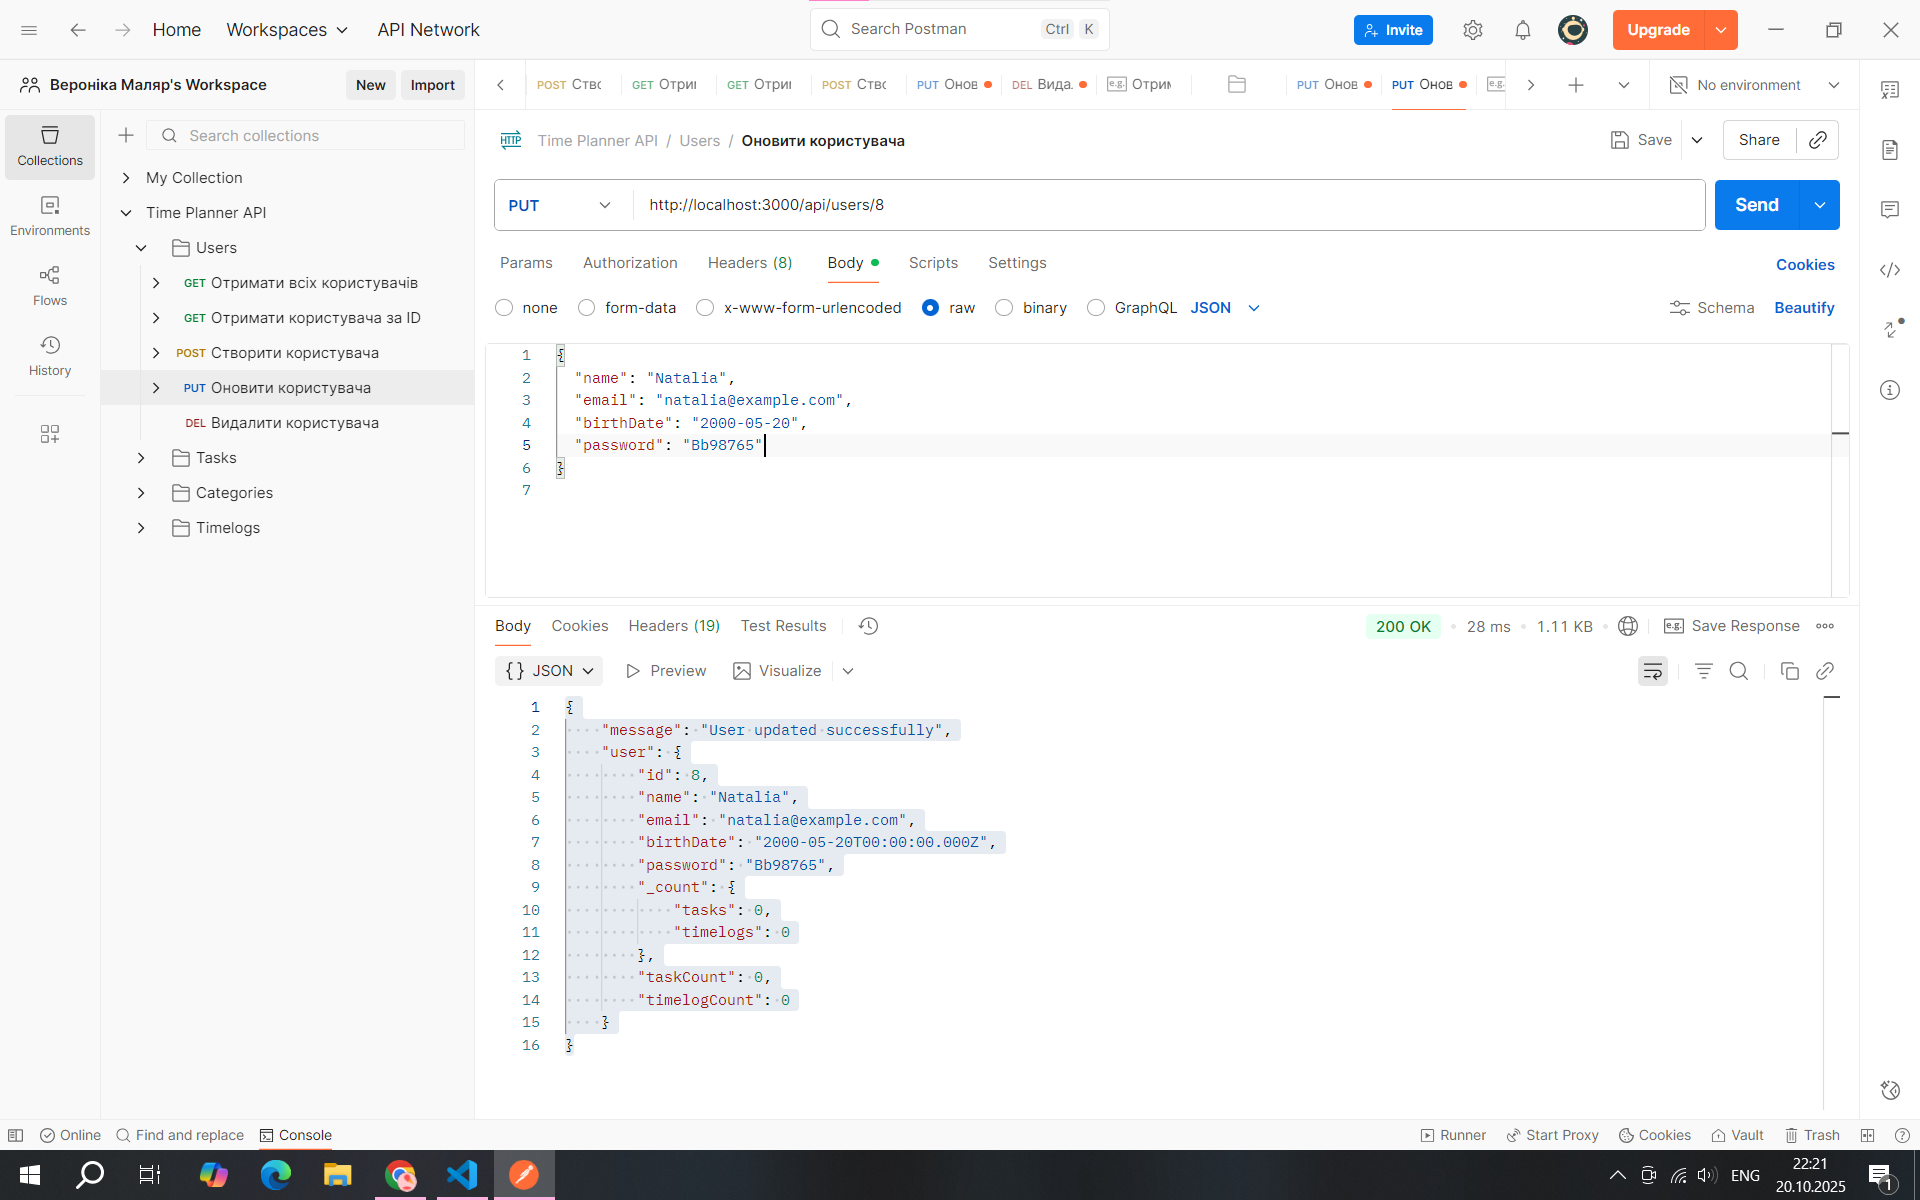 Home Workspaces API Network Search Postman Ctrl K Invite Upgrade
Вероніка Маляр's Workspace New Import POST Ство GET Отри GET Отри POST Ство PUT Онов DEL Вида. e.g. Отрим PUT Онов PUT Онов e.g. No environment
Collections
Environments
Flows
History
Search collections
My Collection
Time Planner API
Users
GET Отримати всіх користувачів
GET Отримати користувача за ID
POST Створити користувача
PUT Оновити користувача
DEL Видалити користувача
Tasks
Categories
Timelogs
HTTP Time Planner API / Users / Оновити користувача Save Share
PUT http://localhost:3000/api/users/8 Send
Params Authorization Headers (8) Body Scripts Settings Cookies
none form-data x-www-form-urlencoded raw binary GraphQL JSON Schema Beautify
1 {
2 "name": "Natalia",
3 "email": "natalia@example.com",
4 "birthDate": "2000-05-20",
5 "password": "Bb98765"
6 }
7
Body Cookies Headers (19) Test Results 200 OK 28 ms 1.11 KB e.g. Save Response
{} JSON Preview Visualize
1 {
2 "message": "User updated successfully",
3 "user": {
4 "id": 8,
5 "name": "Natalia",
6 "email": "natalia@example.com",
7 "birthDate": "2000-05-20T00:00:00.000Z",
8 "password": "Bb98765",
9 "_count": {
10 "tasks": 0,
11 "timelogs": 0
12 },
13 "taskCount": 0,
14 "timelogCount": 0
15 }
16 }
Online Find and replace Console Runner Start Proxy Cookies Vault Trash
ENG 22:21
20.10.2025 1